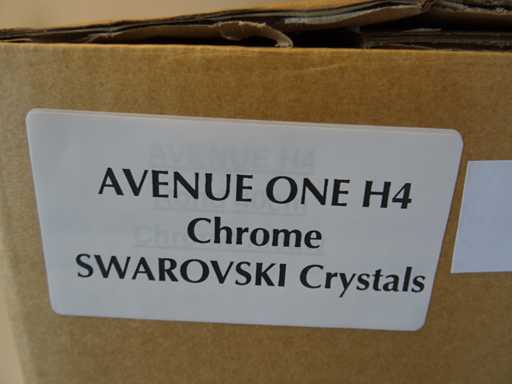 AVENUE ONE H4
Chrome
SWAROVSKI Crystals